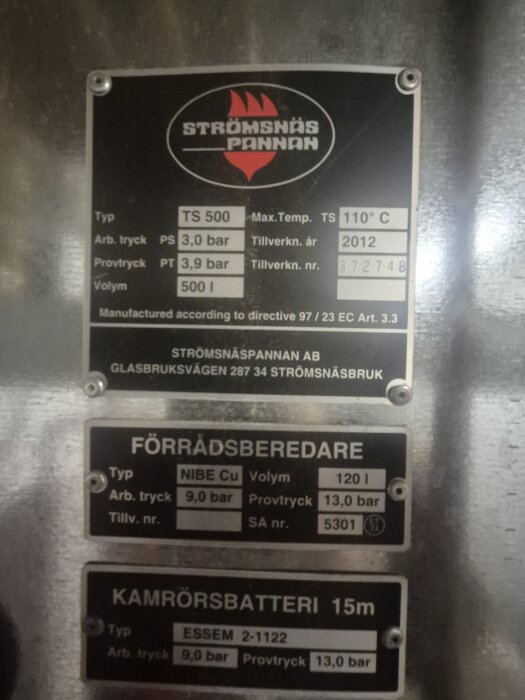 STRÖMSNÄS
PANNAN
Typ TS 500 Max.Temp. TS 110° C
Arb. tryck PS 3,0 bar Tillverkn. år 2012
Provtryck PT 3,9 bar Tillverkn. nr. 372748
Volym 500 l
Manufactured according to directive 97 / 23 EC Art. 3.3
STRÖMSNÄSPANNAN AB
GLASBRUKSVÄGEN 287 34 STRÖMSNÄSBRUK
FÖRRÅDSBEREDARE
Typ NIBE Cu Volym 120 l
Arb. tryck 9,0 bar Provtryck 13,0 bar
Tillv. nr. SA nr. 5301
KAMRÖRSBATTERI 15m
Typ ESSEM 2-1122
Arb. tryck 9,0 bar Provtryck 13,0 bar